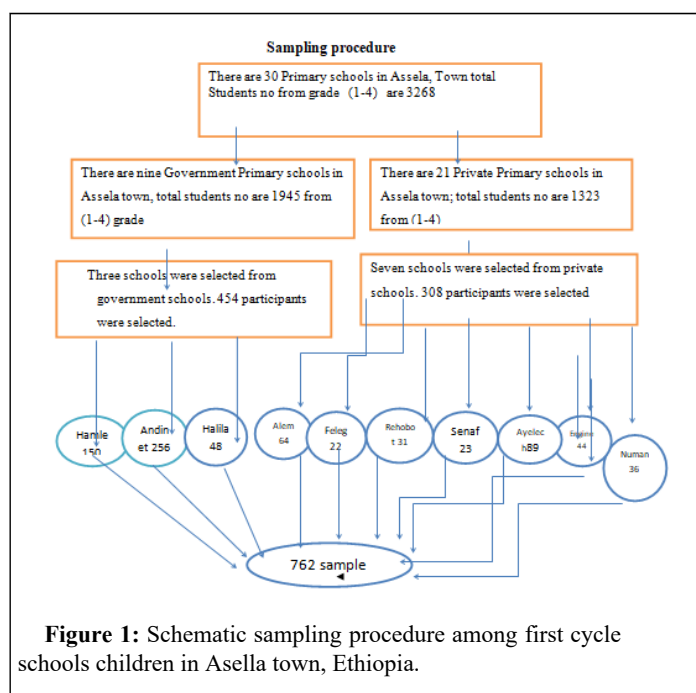 Sampling procedure
There are 30 Primary schools in Assela, Town total
Students no from grade (1-4) are 3268
There are nine Government Primary schools in
Assela town, total students no are 1945 from
(1-4) grade
There are 21 Private Primary schools in
Assela town; total students no are 1323
from (1-4)
Three schools were selected from
government schools. 454 participants
were selected.
Seven schools were selected from private
schools. 308 participants were selected
Hamle
150
Andin
et 256
Halila
48
Alem
64
Feleg
22
Rehobo
t 31
Senaf
23
Ayelec
h89
44
Numan
36
762 sample
Figure 1: Schematic sampling procedure among first cycle
schools children in Asella town, Ethiopia.